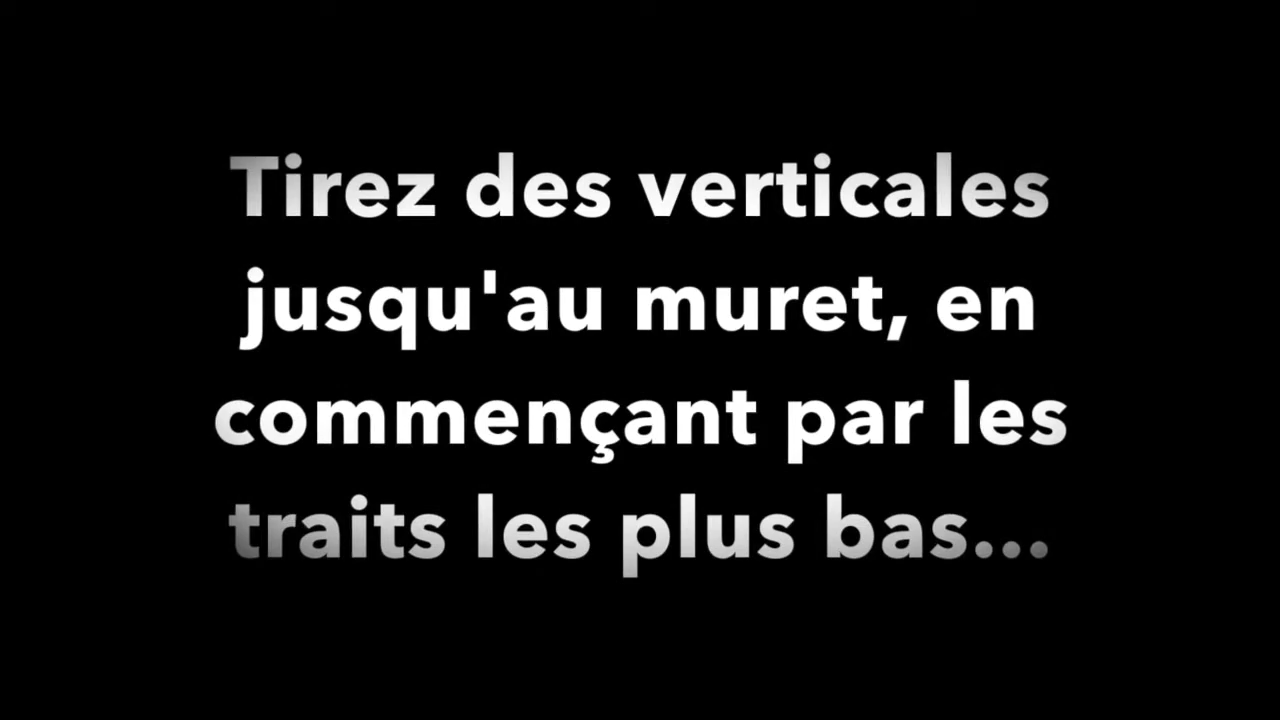 Tirez des verticales
jusqu'au muret, en
commençant par les
traits les plus bas...